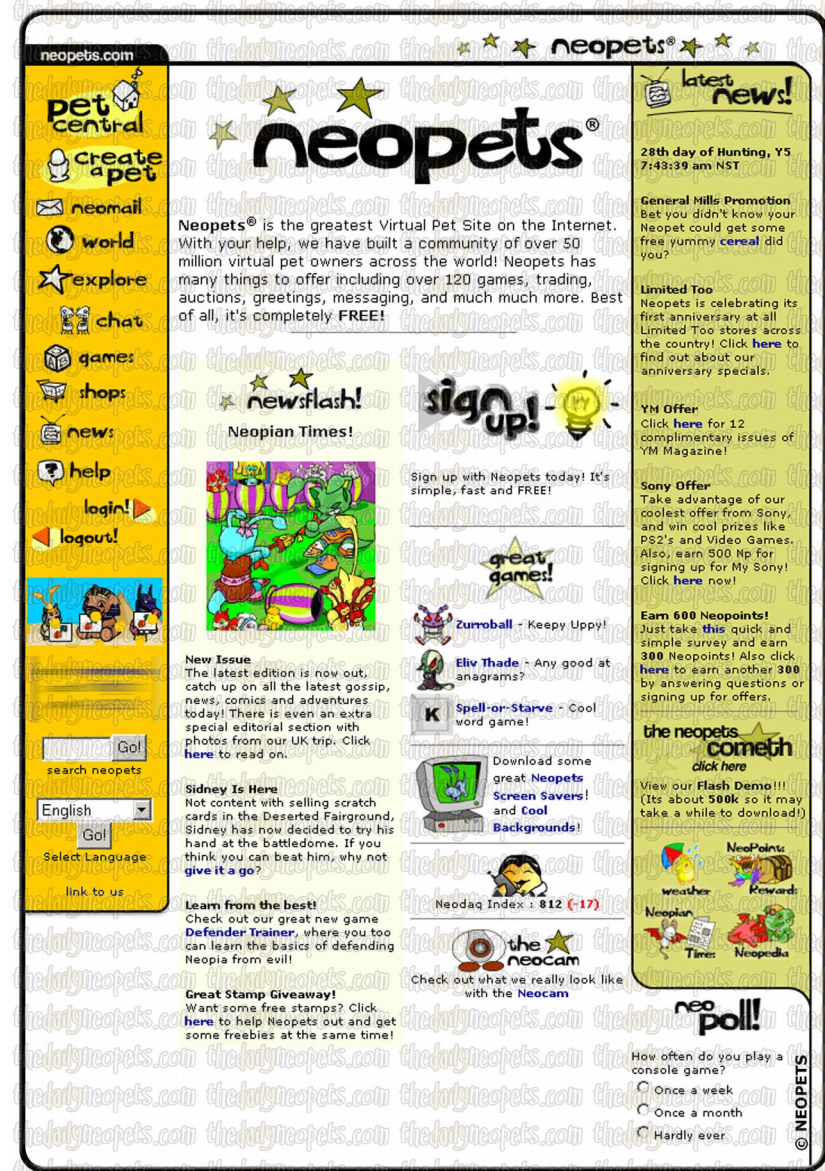 neopets.com
neopets®
pet
central
create
a pet
neomail
world
explore
chat
games
shops
news
help
login!
logout!
Go!
search neopets
English
Go!
Select Language
link to us
neopets®
Neopets® is the greatest Virtual Pet Site on the Internet.
With your help, we have built a community of over 50
million virtual pet owners across the world! Neopets has
many things to offer including over 120 games, trading,
auctions, greetings, messaging, and much much more. Best
of all, it's completely FREE!
newsflash!
Neopian Times!
New Issue
The latest edition is now out,
catch up on all the latest gossip,
news, comics and adventures
today! There is even an extra
special editorial section with
photos from our UK trip. Click
here to read on.
Sidney Is Here
Not content with selling scratch
cards in the Deserted Fairground,
Sidney has now decided to try his
hand at the battledome. If you
think you can beat him, why not
give it a go?
Learn from the best!
Check out our great new game
Defender Trainer, where you too
can learn the basics of defending
Neopia from evil!
Great Stamp Giveaway!
Want some free stamps? Click
here to help Neopets out and get
some freebies at the same time!
sign
up!
Sign up with Neopets today! It's
simple, fast and FREE!
great
games!
Zurroball - Keepy Uppy!
Eliv Thade - Any good at
anagrams?
K
Spell-or-Starve - Cool
word game!
Download some
great Neopets
Screen Savers!
and Cool
Backgrounds!
Neodaq Index : 812 (-17)
the
neocam
Check out what we really look like
with the Neocam
latest
news!
28th day of Hunting, Y5
7:43:39 am NST
General Mills Promotion
Bet you didn't know your
Neopet could get some
free yummy cereal did
you?
Limited Too
Neopets is celebrating its
first anniversary at all
Limited Too stores across
the country! Click here to
find out about our
anniversary specials.
YM Offer
Click here for 12
complimentary issues of
YM Magazine!
Sony Offer
Take advantage of our
coolest offer from Sony,
and win cool prizes like
PS2's and Video Games.
Also, earn 500 Np for
signing up for My Sony!
Click here now!
Earn 600 Neopoints!
Just take this quick and
simple survey and earn
300 Neopoints! Also click
here to earn another 300
by answering questions or
signing up for offers.
the neopets
cometh
click here
View our Flash Demo!!!
(Its about 500k so it may
take a while to download!)
weather
NeoPoints
Rewards
Neopian
Times
Neopedia
neo
poll!
How often do you play a
console game?
Once a week
Once a month
Hardly ever
© NEOPETS
thedailyneopets.com